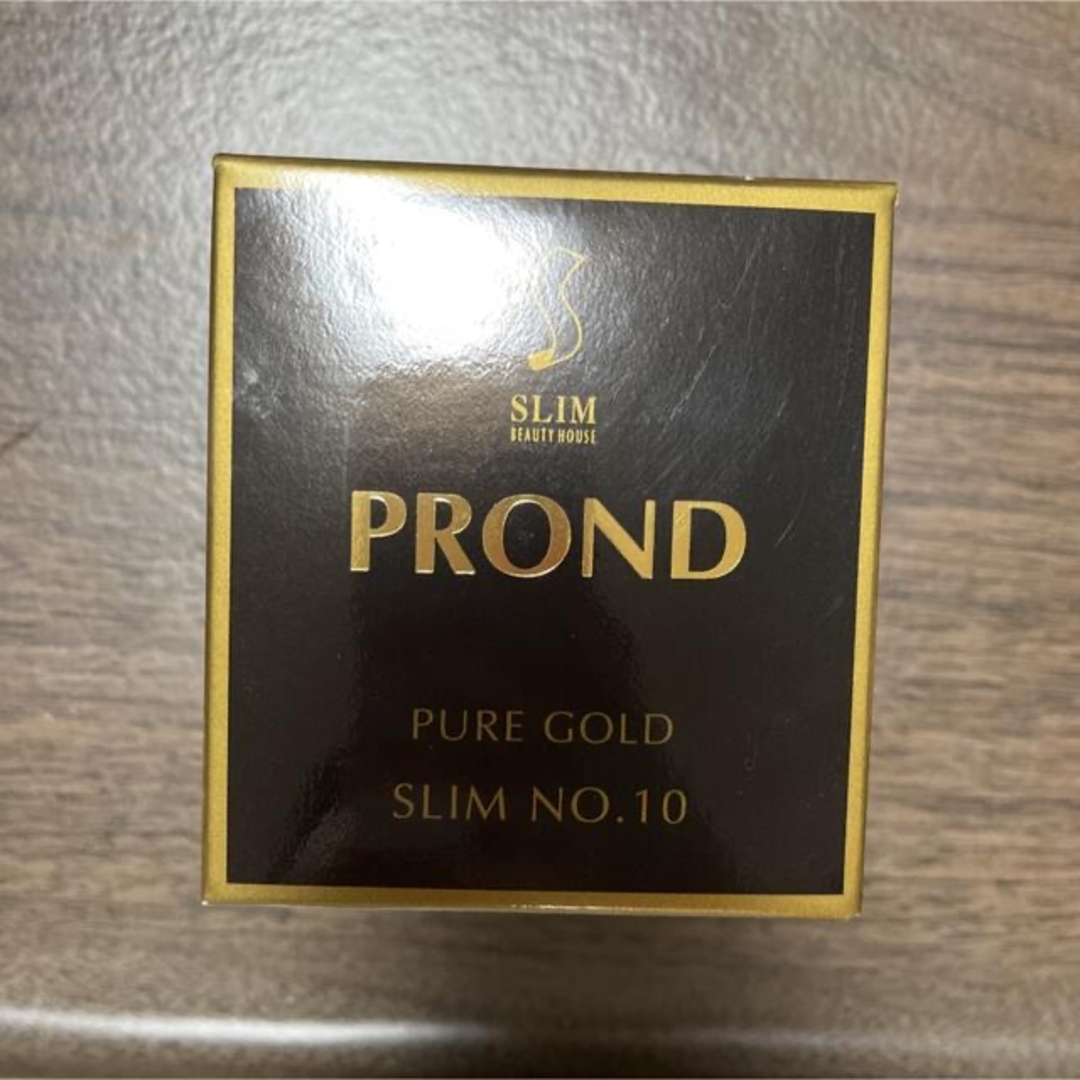 SLIM
BEAUTY HOUSE
PROND
PURE GOLD
SLIM NO.10